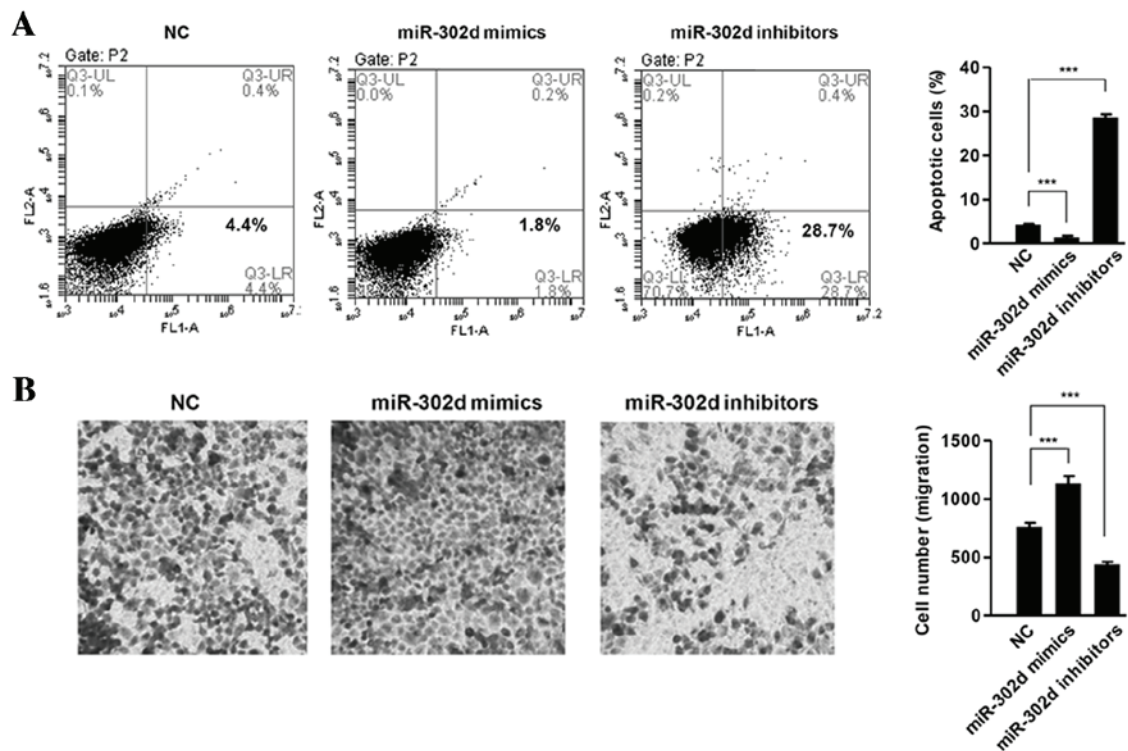 A
NC
miR-302d mimics
miR-302d inhibitors
Gate: P2
Q3-UL
0.1%
Q3-UR
0.4%
4.4%
Q3-LR
4.4%
FL2-A
FL1-A
Gate: P2
Q3-UL
0.0%
Q3-UR
0.2%
1.8%
Q3-LR
1.8%
FL2-A
FL1-A
Gate: P2
Q3-UL
0.2%
Q3-UR
0.4%
28.7%
Q3-LL
70.7%
Q3-LR
28.7%
FL2-A
FL1-A
Apoptotic cells (%)
40
30
20
10
0
***
***
NC
miR-302d mimics
miR-302d inhibitors
B
NC
miR-302d mimics
miR-302d inhibitors
Cell number (migration)
1500
1000
500
0
***
***
NC
miR-302d mimics
miR-302d inhibitors